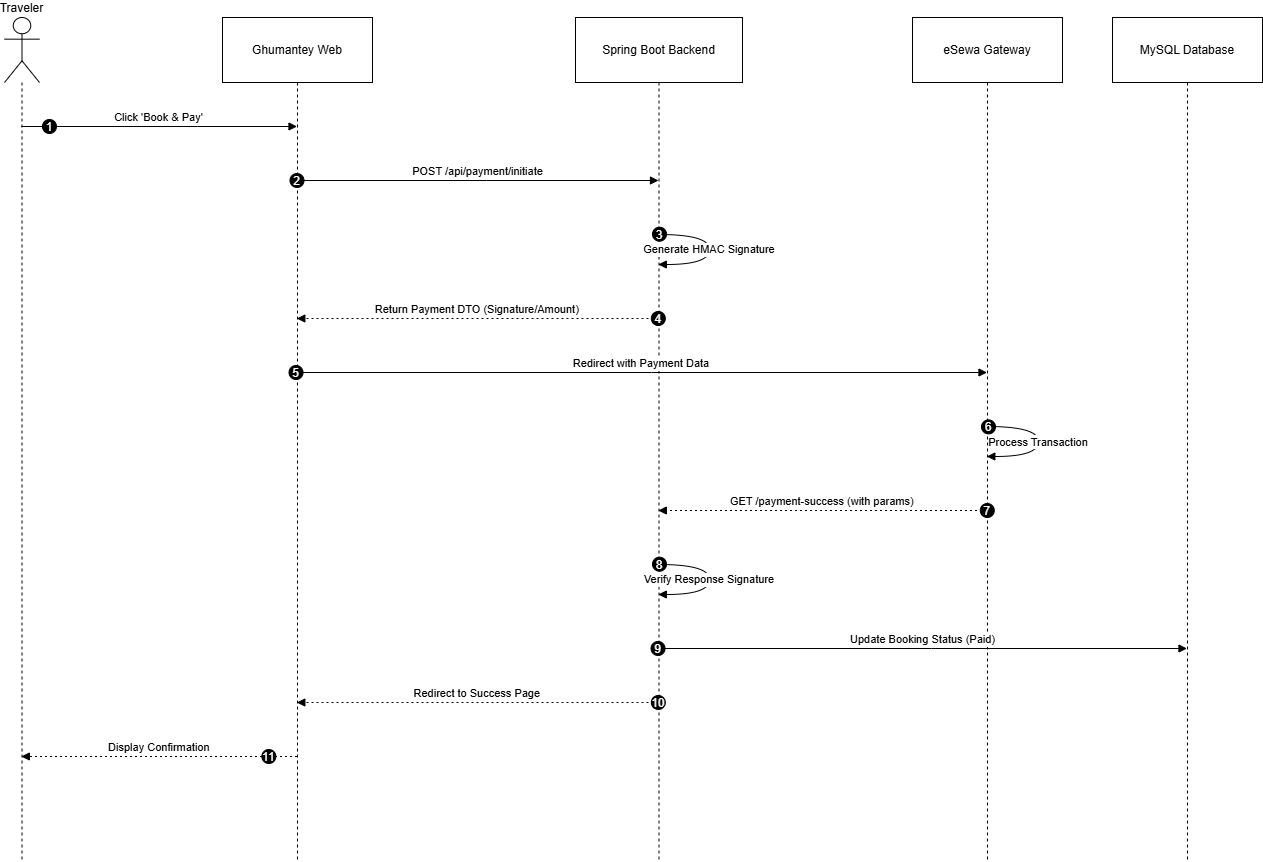 Traveler
Ghumantey Web
Spring Boot Backend
eSewa Gateway
MySQL Database
1
Click 'Book & Pay'
2
POST /api/payment/initiate
3
Generate HMAC Signature
Return Payment DTO (Signature/Amount)
4
5
Redirect with Payment Data
6
Process Transaction
GET /payment-success (with params)
7
8
Verify Response Signature
9
Update Booking Status (Paid)
Redirect to Success Page
10
Display Confirmation
11